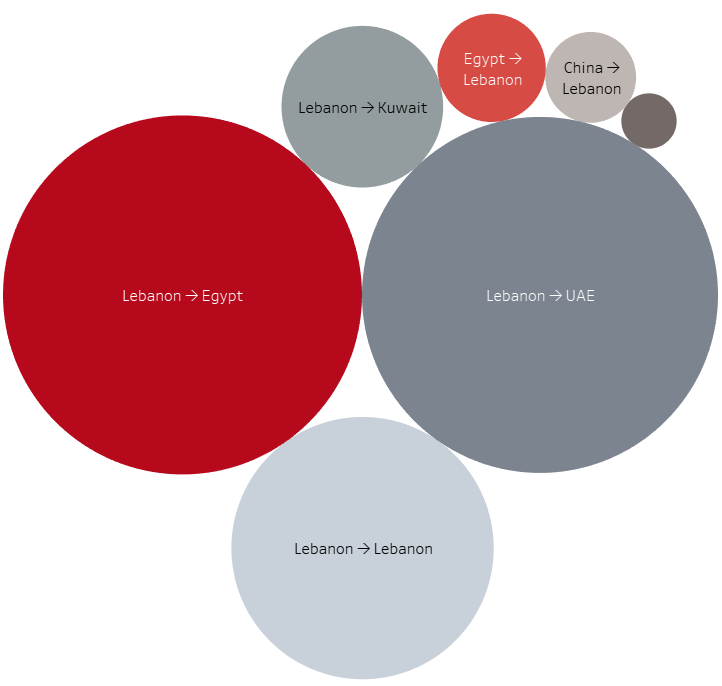 Egypt →
Lebanon
China →
Lebanon
Lebanon → Kuwait
Lebanon → Egypt
Lebanon → UAE
Lebanon → Lebanon